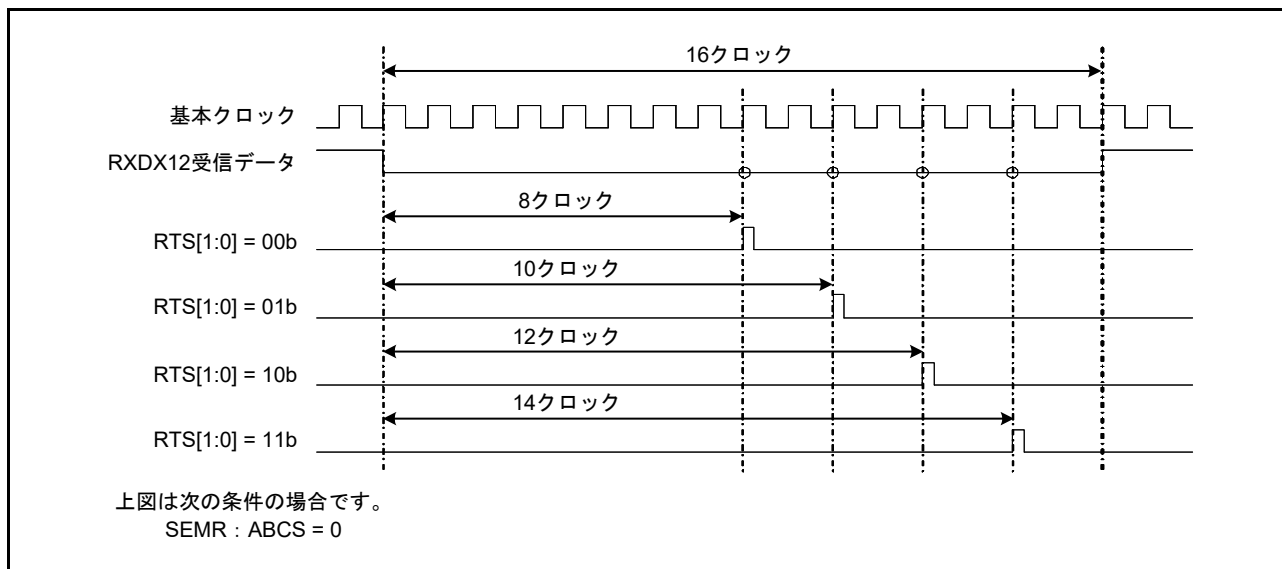 16クロック
基本クロック
RXDX12受信データ
8クロック
RTS[1:0] = 00b
10クロック
RTS[1:0] = 01b
12クロック
RTS[1:0] = 10b
14クロック
RTS[1:0] = 11b
上図は次の条件の場合です。
SEMR：ABCS = 0